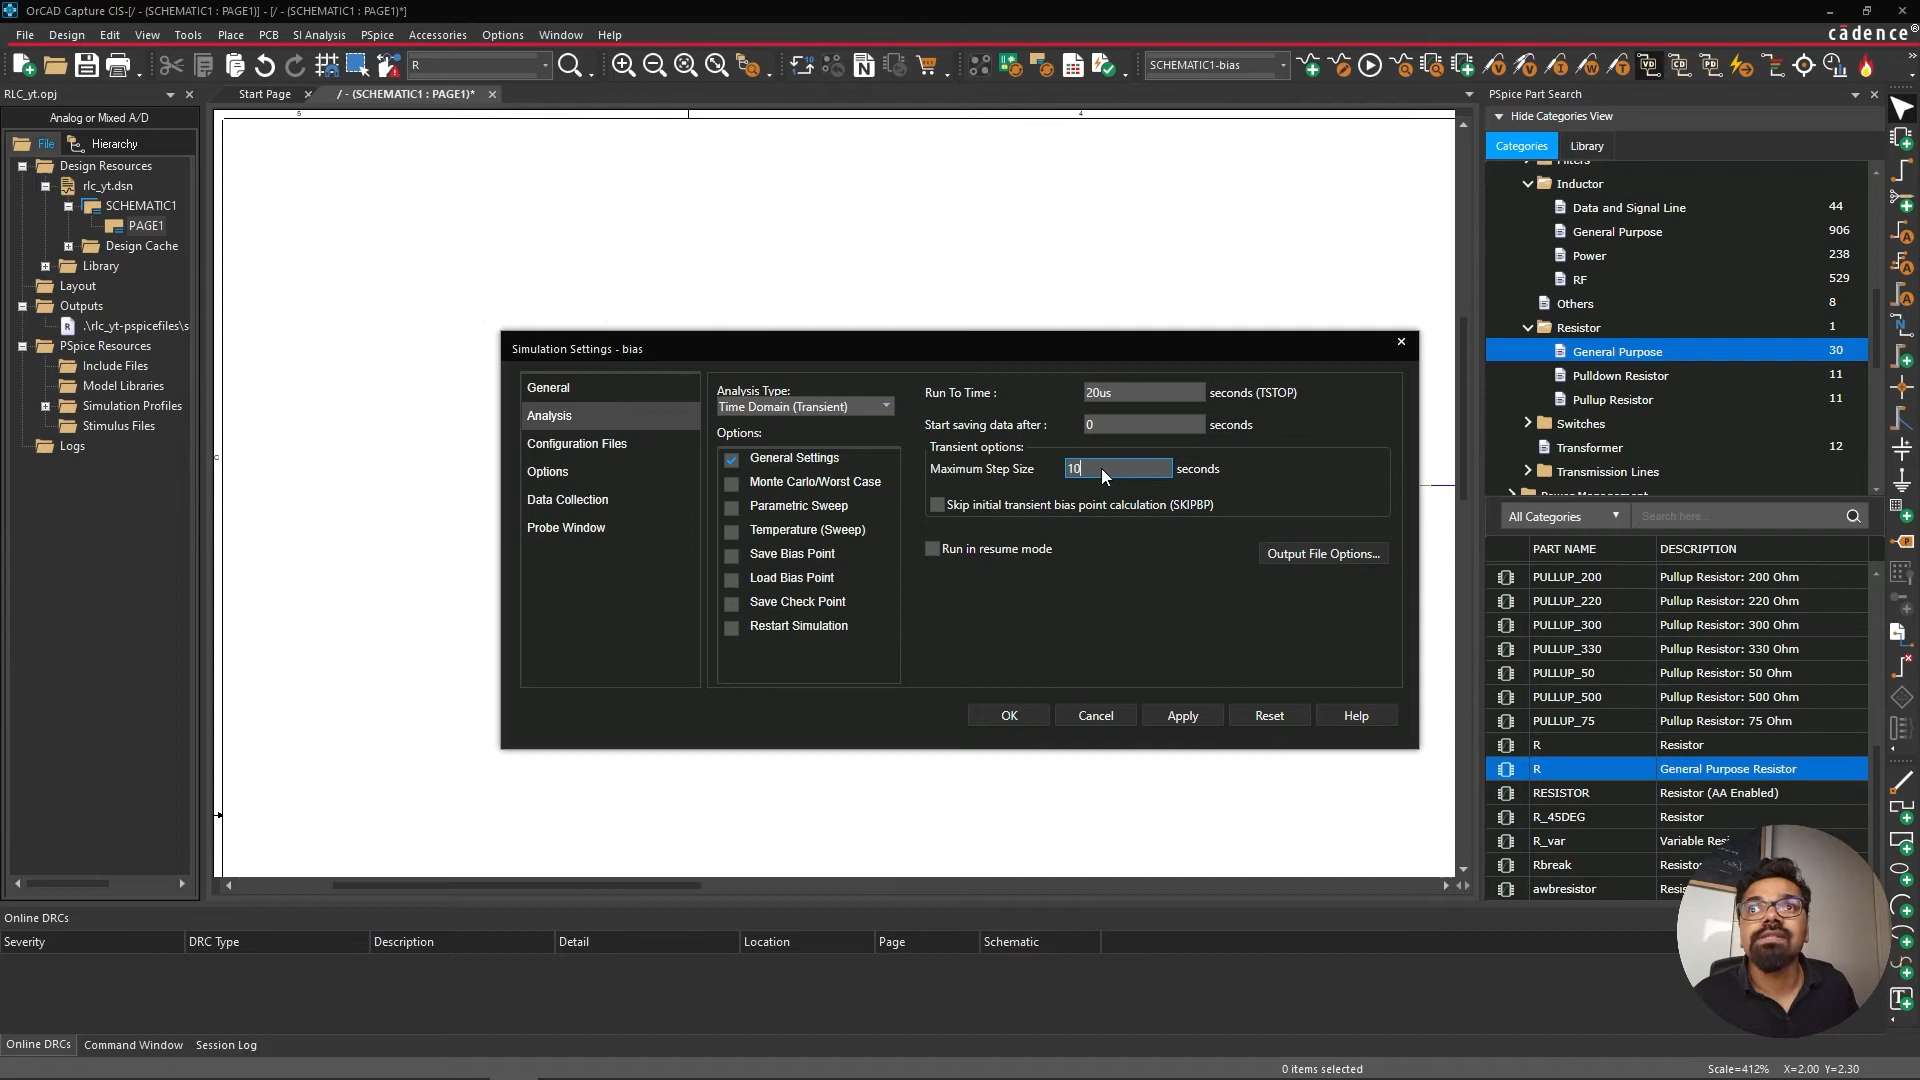 OrCAD Capture CIS-[/ - (SCHEMATIC1 : PAGE1)] - [/ - (SCHEMATIC1 : PAGE1)*]
File Design Edit View Tools Place PCB SI Analysis PSpice Accessories Options Window Help
cadence®
R
SCHEMATIC1-bias
RLC_yt.opj
Start Page
/ - (SCHEMATIC1 : PAGE1)*
PSpice Part Search
Analog or Mixed A/D
Hide Categories View
File
Hierarchy
Categories
Library
Design Resources
rlc_yt.dsn
SCHEMATIC1
PAGE1
Design Cache
Library
Layout
Outputs
.\rlc_yt-pspicefiles\s
PSpice Resources
Include Files
Model Libraries
Simulation Profiles
Stimulus Files
Logs
5
4
C
Simulation Settings - bias
General
Analysis
Configuration Files
Options
Data Collection
Probe Window
Analysis Type:
Time Domain (Transient)
Options:
General Settings
Monte Carlo/Worst Case
Parametric Sweep
Temperature (Sweep)
Save Bias Point
Load Bias Point
Save Check Point
Restart Simulation
Run To Time : 20us seconds (TSTOP)
Start saving data after : 0 seconds
Transient options:
Maximum Step Size 10 seconds
Skip initial transient bias point calculation (SKIPBP)
Run in resume mode
Output File Options...
OK Cancel Apply Reset Help
Filters
Inductor
Data and Signal Line 44
General Purpose 906
Power 238
RF 529
Others 8
Resistor 1
General Purpose 30
Pulldown Resistor 11
Pullup Resistor 11
Switches
Transformer 12
Transmission Lines
All Categories
Search here...
PART NAME DESCRIPTION
PULLUP_200 Pullup Resistor: 200 Ohm
PULLUP_220 Pullup Resistor: 220 Ohm
PULLUP_300 Pullup Resistor: 300 Ohm
PULLUP_330 Pullup Resistor: 330 Ohm
PULLUP_50 Pullup Resistor: 50 Ohm
PULLUP_500 Pullup Resistor: 500 Ohm
PULLUP_75 Pullup Resistor: 75 Ohm
R Resistor
R General Purpose Resistor
RESISTOR Resistor (AA Enabled)
R_45DEG Resistor
R_var Variable Resi
Rbreak Resisto
awbresistor Resis
Online DRCs
Severity DRC Type Description Detail Location Page Schematic
Online DRCs Command Window Session Log
0 items selected
Scale=412% X=2.00 Y=2.30